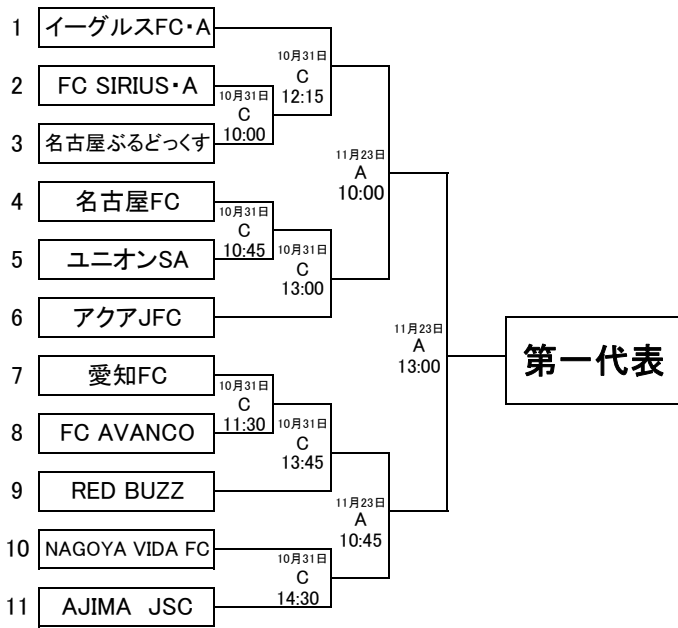 1 イーグルスFC・A
10月31日
C
12:15
2 FC SIRIUS・A
10月31日
C
10:00
3 名古屋ぶるどっくす
11月23日
A
10:00
4 名古屋FC
10月31日
C
10:45
5 ユニオンSA
10月31日
C
13:00
6 アクアJFC
11月23日
A
13:00
第一代表
7 愛知FC
10月31日
C
11:30
8 FC AVANCO
10月31日
C
13:45
9 RED BUZZ
11月23日
A
10:45
10 NAGOYA VIDA FC
10月31日
C
14:30
11 AJIMA JSC